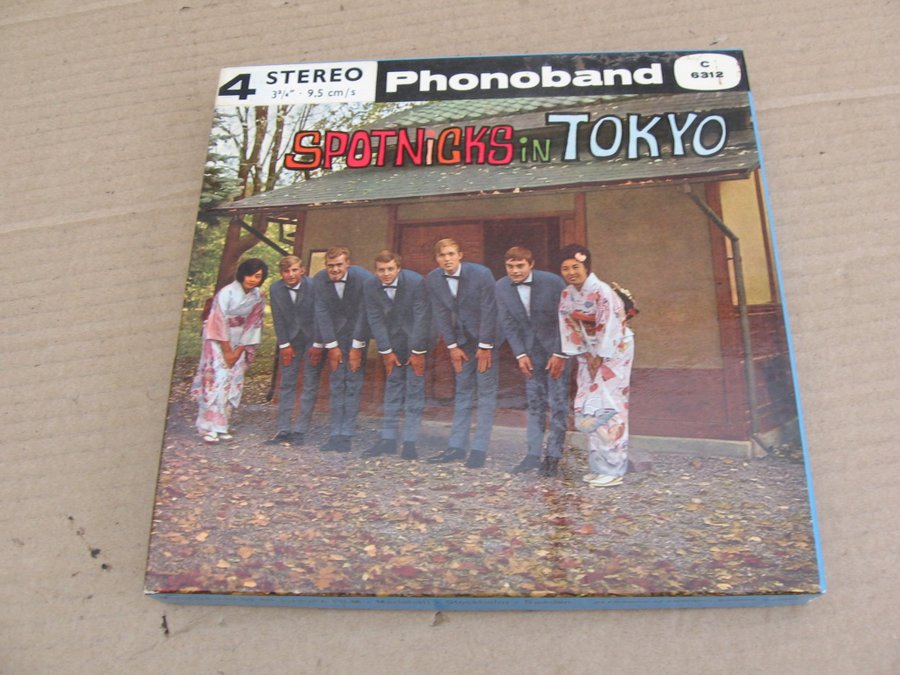 4 STEREO
3¾" · 9,5 cm/s
Phonoband
C
6312
SPOTNICKS in TOKYO